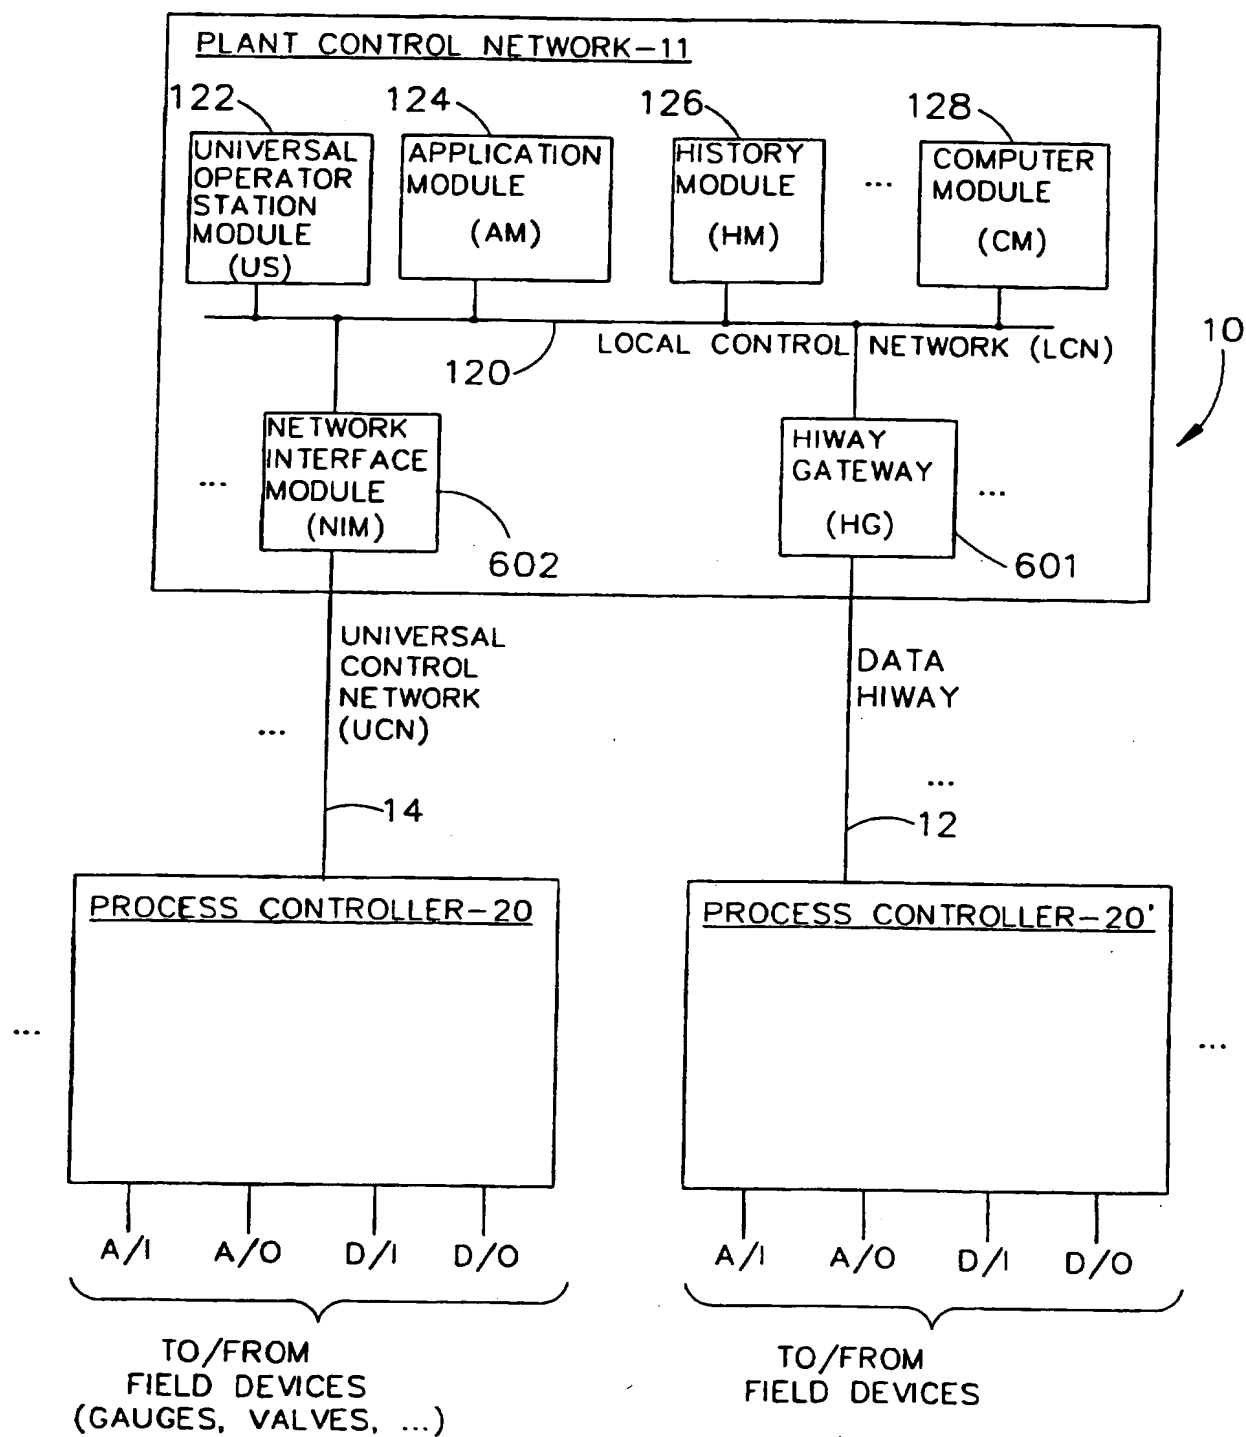 PLANT CONTROL NETWORK-11
122
124
126
128
UNIVERSAL
OPERATOR
STATION
MODULE
(US)
APPLICATION
MODULE
(AM)
HISTORY
MODULE
(HM)
...
COMPUTER
MODULE
(CM)
LOCAL CONTROL NETWORK (LCN)
120
10
...
NETWORK
INTERFACE
MODULE
(NIM)
602
HIWAY
GATEWAY
(HG)
...
601
UNIVERSAL
CONTROL
NETWORK
(UCN)
...
DATA
HIWAY
...
14
12
PROCESS CONTROLLER-20
PROCESS CONTROLLER-20'
...
...
A/I A/O D/I D/O
A/I A/O D/I D/O
TO/FROM
FIELD DEVICES
(GAUGES, VALVES, ...)
TO/FROM
FIELD DEVICES